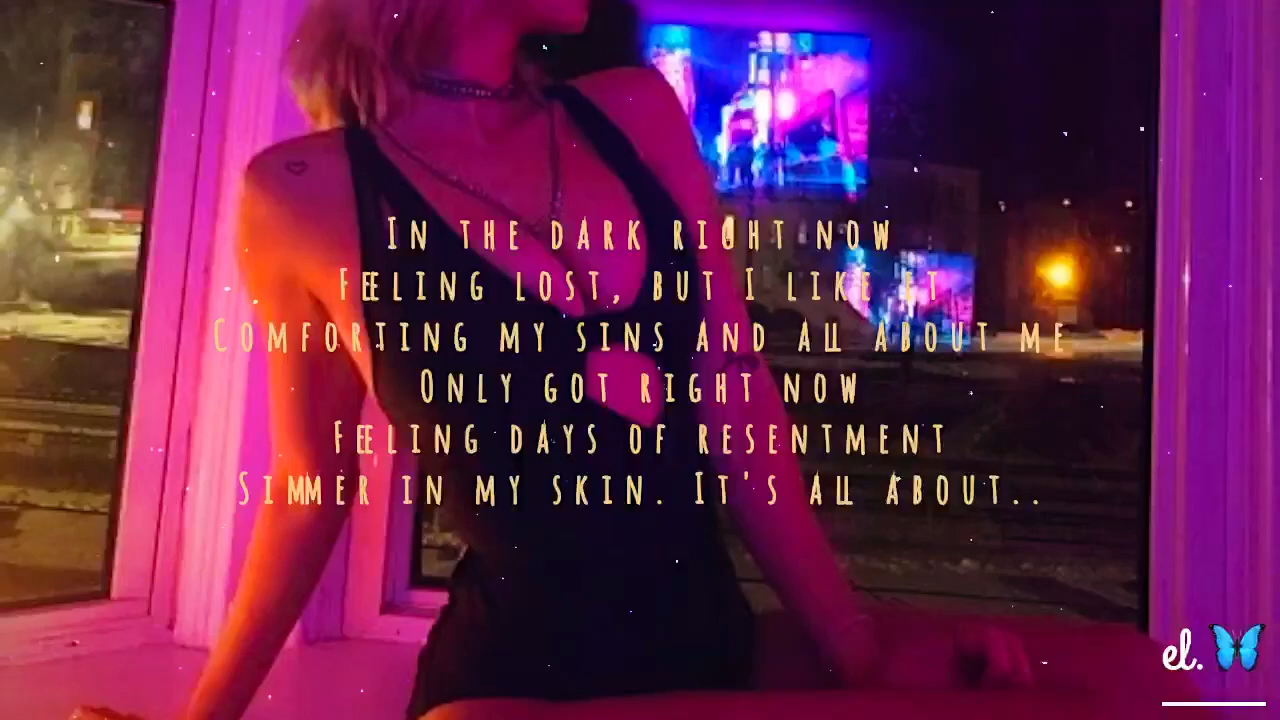 In the dark right now
Feeling lost, but I like it
Comforting my sins and all about me
Only got right now
Feeling days of resentment
Simmer in my skin. It's all about..
el.